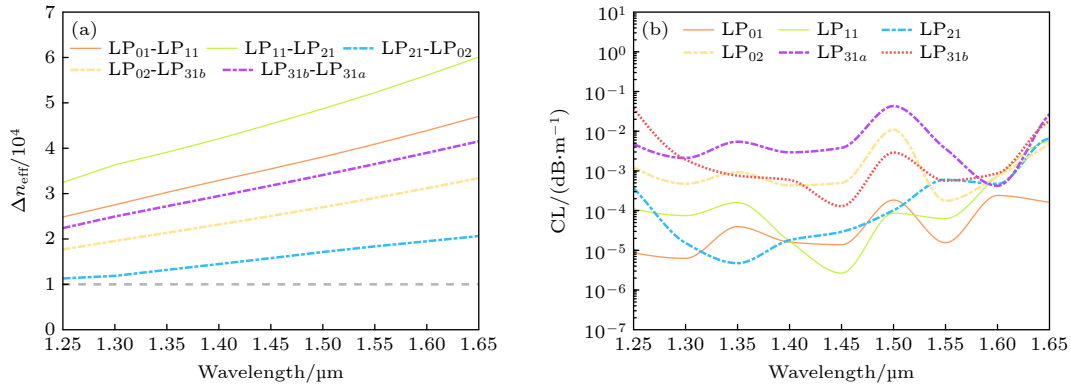 (a)
LP₀₁-LP₁₁ LP₁₁-LP₂₁ LP₂₁-LP₀₂
LP₀₂-LP₃₁b LP₃₁b-LP₃₁a
7
6
5
4
3
2
1
0
Δn_eff/10⁴
1.25 1.30 1.35 1.40 1.45 1.50 1.55 1.60 1.65
Wavelength/µm
(b)
LP₀₁ LP₁₁ LP₂₁
LP₀₂ LP₃₁a LP₃₁b
10¹
10⁰
10⁻¹
10⁻²
10⁻³
10⁻⁴
10⁻⁵
10⁻⁶
10⁻⁷
CL/(dB·m⁻¹)
1.25 1.30 1.35 1.40 1.45 1.50 1.55 1.60 1.65
Wavelength/µm